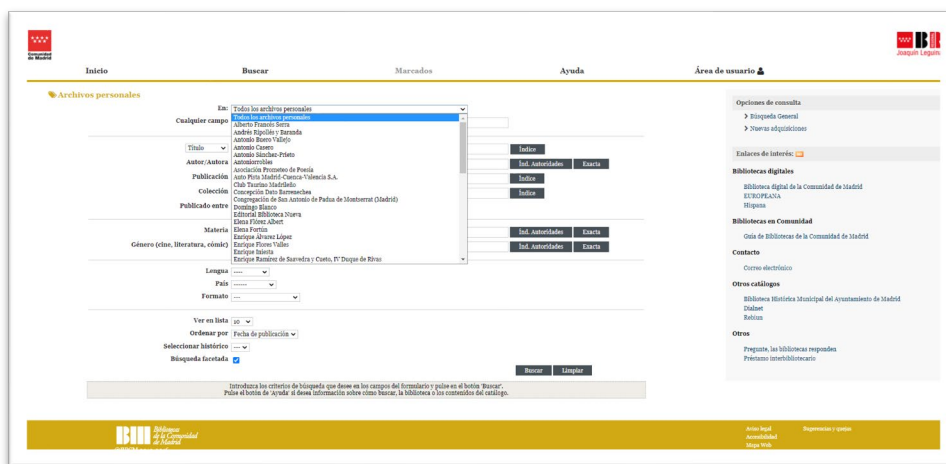 Comunidad
de Madrid
Joaquín Leguina
Inicio
Buscar
Marcados
Ayuda
Área de usuario
Archivos personales
En: Todos los archivos personales
Cualquier campo
Todos los archivos personales
Alberto Francés Serra
Andrés Ripollés y Baranda
Antonio Buero Vallejo
Antonio Casero
Antonio Sánchez-Prieto
Antoniorrobles
Asociación Prometeo de Poesía
Auto Pista Madrid-Cuenca-Valencia S.A.
Club Taurino Madrileño
Concepción Dato Barrenechea
Congregación de San Antonio de Padua de Montserrat (Madrid)
Domingo Blanco
Editorial Biblioteca Nueva
Elena Flórez Albert
Elena Fortún
Enrique Álvarez López
Enrique Flores Valles
Enrique Iniesta
Enrique Ramírez de Saavedra y Cueto, IV Duque de Rivas
Título
Índice
Autor/Autora
Ind. Autoridades
Exacta
Publicación
Índice
Colección
Índice
Publicado entre
Materia
Ind. Autoridades
Exacta
Género (cine, literatura, cómic)
Ind. Autoridades
Exacta
Lengua ----
País ------
Formato ---
Ver en lista 10
Ordenar por Fecha de publicación
Seleccionar histórico ---
Búsqueda facetada
Buscar
Limpiar
Introduzca los criterios de búsqueda que desee en los campos del formulario y pulse en el botón 'Buscar'.
Pulse el botón de 'Ayuda' si desea información sobre cómo buscar, la biblioteca o los contenidos del catálogo.
Opciones de consulta
> Búsqueda General
> Nuevas adquisiciones
Enlaces de interés:
Bibliotecas digitales
Biblioteca digital de la Comunidad de Madrid
EUROPEANA
Hispana
Bibliotecas en Comunidad
Guía de Bibliotecas de la Comunidad de Madrid
Contacto
Correo electrónico
Otros catálogos
Biblioteca Histórica Municipal del Ayuntamiento de Madrid
Dialnet
Rebiun
Otros
Pregunte, las bibliotecas responden
Préstamo interbibliotecario
Bibliotecas
de la Comunidad
de Madrid
Aviso legal
Sugerencias y quejas
Accesibilidad
Mapa Web